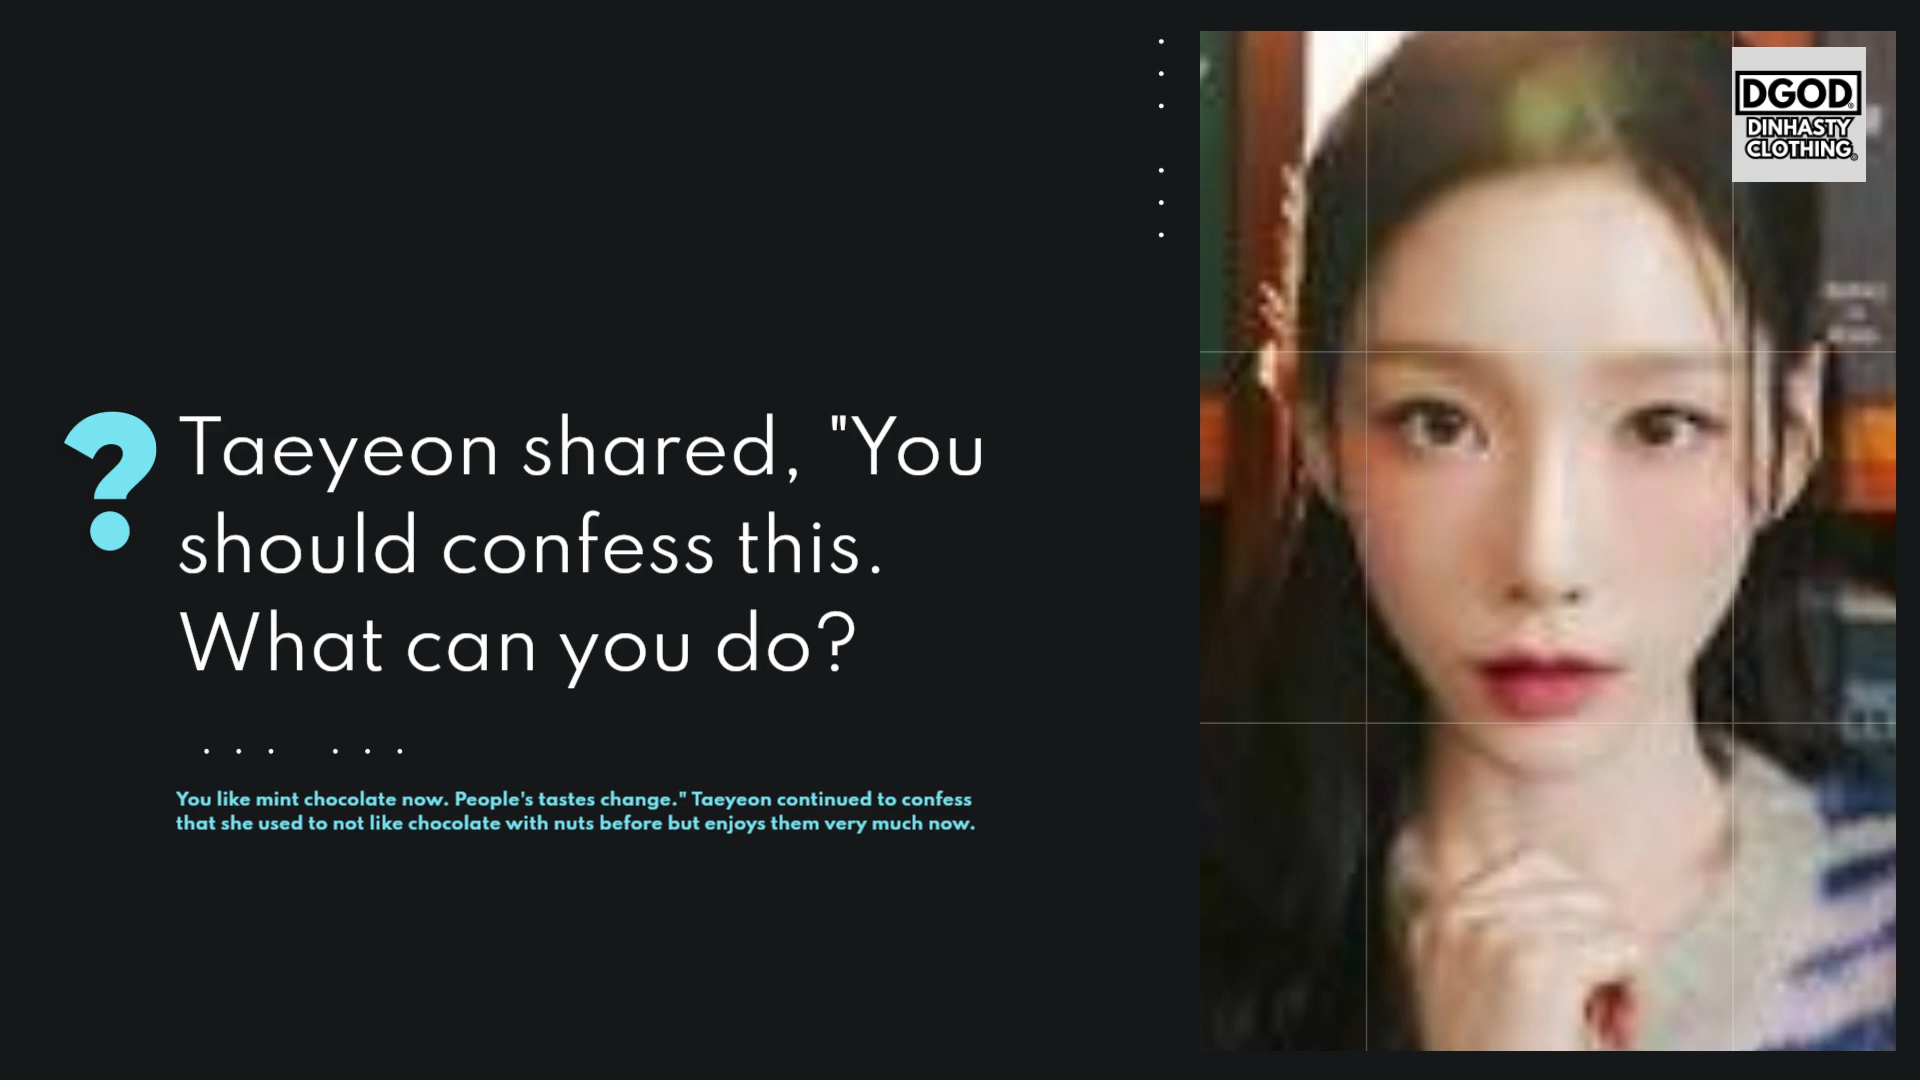 DGOD
DINHASTY
CLOTHING
?
Taeyeon shared, "You
should confess this.
What can you do?
You like mint chocolate now. People's tastes change." Taeyeon continued to confess
that she used to not like chocolate with nuts before but enjoys them very much now.